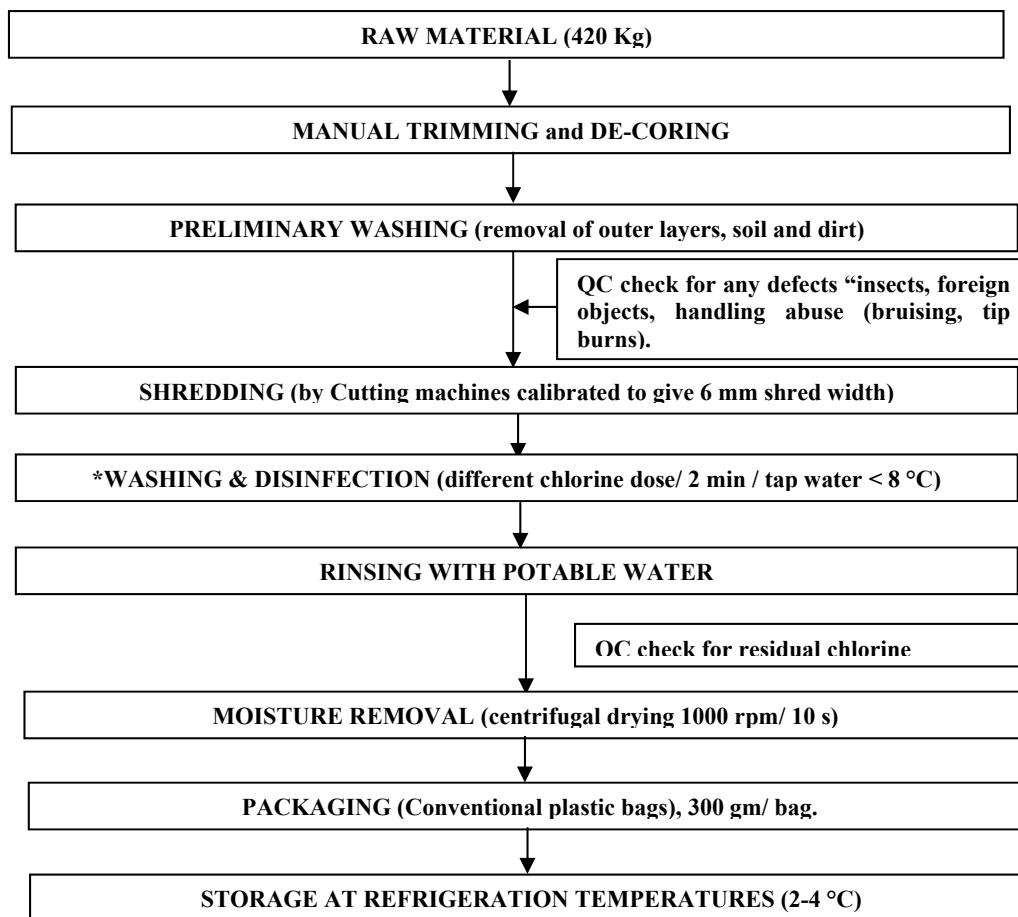 RAW MATERIAL (420 Kg)
MANUAL TRIMMING and DE-CORING
PRELIMINARY WASHING (removal of outer layers, soil and dirt)
QC check for any defects “insects, foreign
objects, handling abuse (bruising, tip
burns).
SHREDDING (by Cutting machines calibrated to give 6 mm shred width)
*WASHING & DISINFECTION (different chlorine dose/ 2 min / tap water < 8 °C)
RINSING WITH POTABLE WATER
QC check for residual chlorine
MOISTURE REMOVAL (centrifugal drying 1000 rpm/ 10 s)
PACKAGING (Conventional plastic bags), 300 gm/ bag.
STORAGE AT REFRIGERATION TEMPERATURES (2-4 °C)